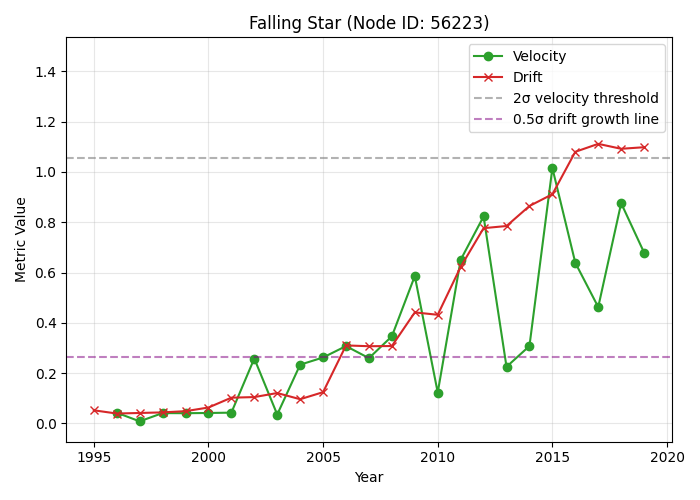 Falling Star (Node ID: 56223)
Velocity
Drift
2σ velocity threshold
0.5σ drift growth line
Metric Value
1.4
1.2
1.0
0.8
0.6
0.4
0.2
0.0
1995 2000 2005 2010 2015 2020
Year